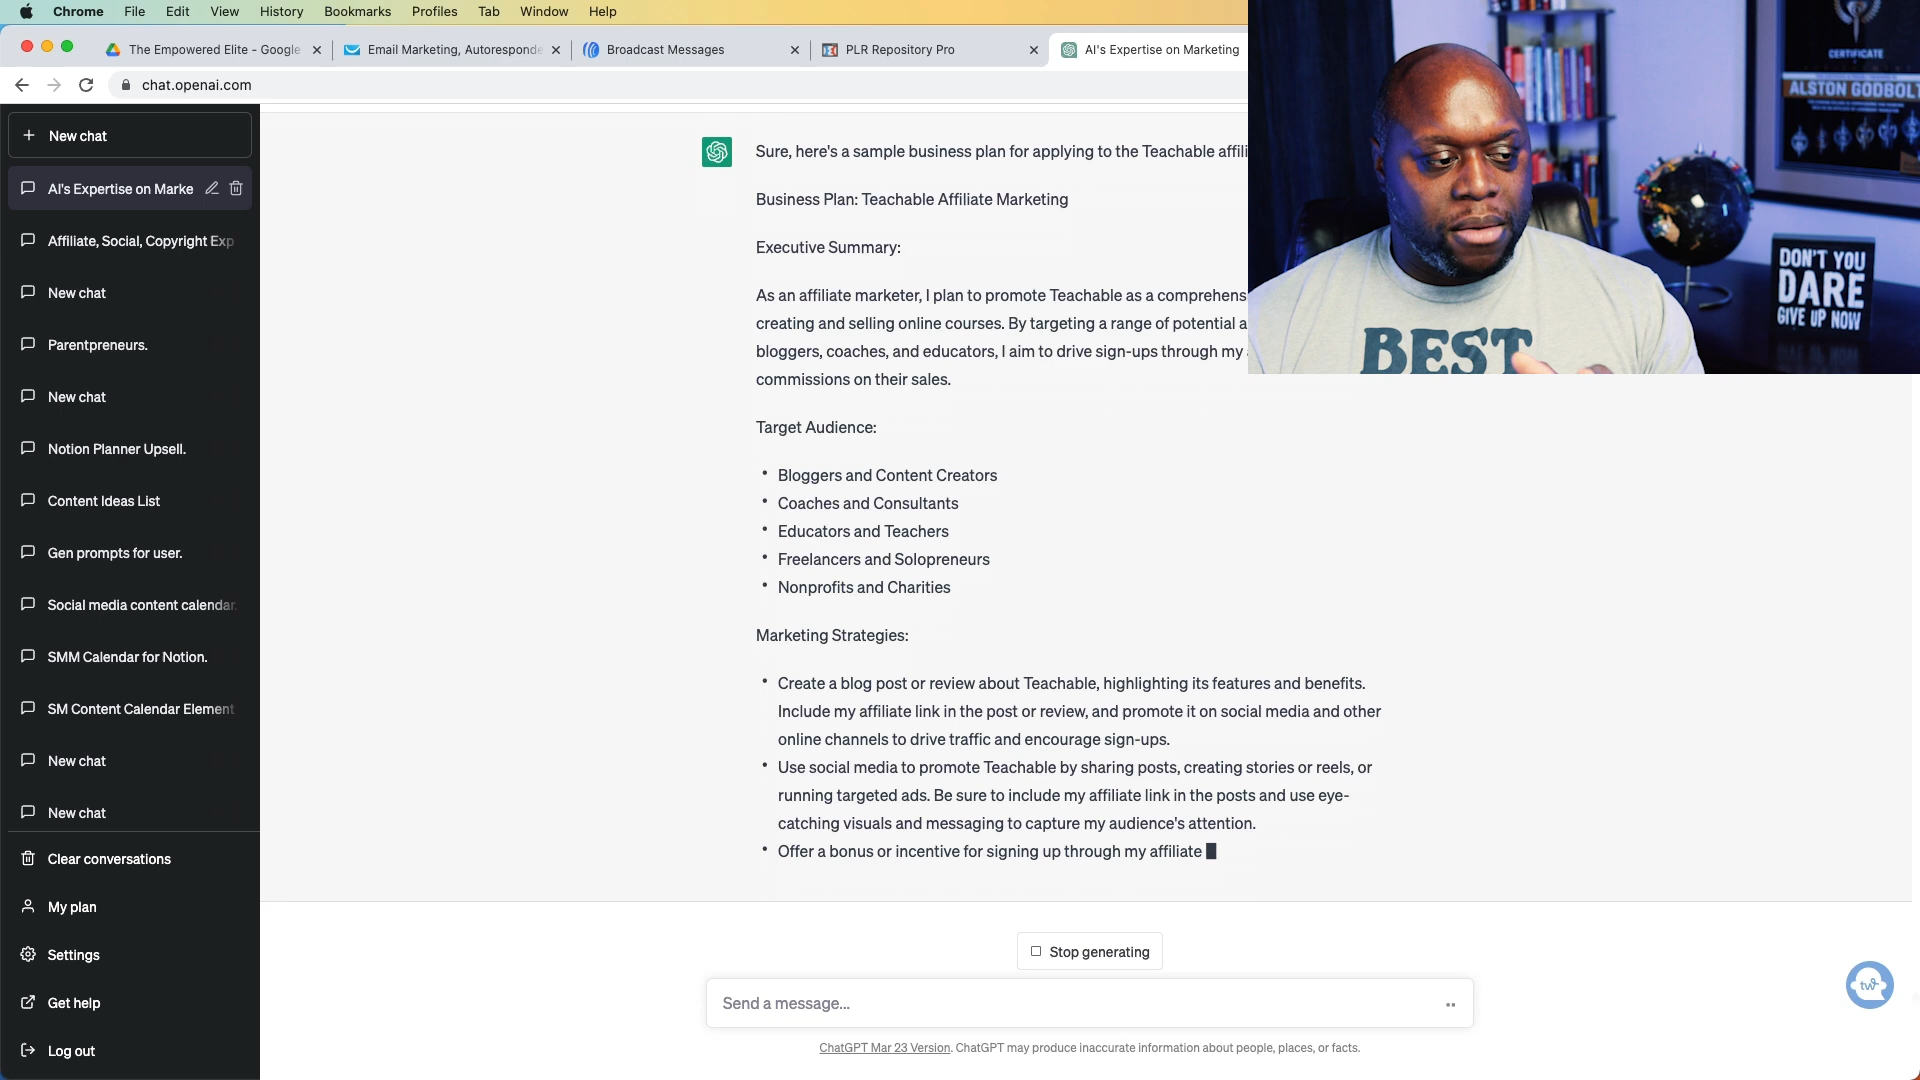 Chrome File Edit View History Bookmarks Profiles Tab Window Help
The Empowered Elite - Google
Email Marketing, Autoresponde
Broadcast Messages
PLR Repository Pro
AI's Expertise on Marketing
chat.openai.com
New chat
AI's Expertise on Marke
Affiliate, Social, Copyright Exp
New chat
Parentpreneurs.
New chat
Notion Planner Upsell.
Content Ideas List
Gen prompts for user.
Social media content calendar
SMM Calendar for Notion.
SM Content Calendar Element
New chat
New chat
Clear conversations
My plan
Settings
Get help
Log out
Sure, here's a sample business plan for applying to the Teachable affili
Business Plan: Teachable Affiliate Marketing
Executive Summary:
As an affiliate marketer, I plan to promote Teachable as a comprehens
creating and selling online courses. By targeting a range of potential a
bloggers, coaches, and educators, I aim to drive sign-ups through my
commissions on their sales.
Target Audience:
• Bloggers and Content Creators
• Coaches and Consultants
• Educators and Teachers
• Freelancers and Solopreneurs
• Nonprofits and Charities
Marketing Strategies:
• Create a blog post or review about Teachable, highlighting its features and benefits.
Include my affiliate link in the post or review, and promote it on social media and other
online channels to drive traffic and encourage sign-ups.
• Use social media to promote Teachable by sharing posts, creating stories or reels, or
running targeted ads. Be sure to include my affiliate link in the posts and use eye-
catching visuals and messaging to capture my audience's attention.
• Offer a bonus or incentive for signing up through my affiliate
Stop generating
Send a message...
ChatGPT Mar 23 Version. ChatGPT may produce inaccurate information about people, places, or facts.
CERTIFICATE
ALSTON GODBOLT
DON'T YOU
DARE
GIVE UP NOW
BEST
tw